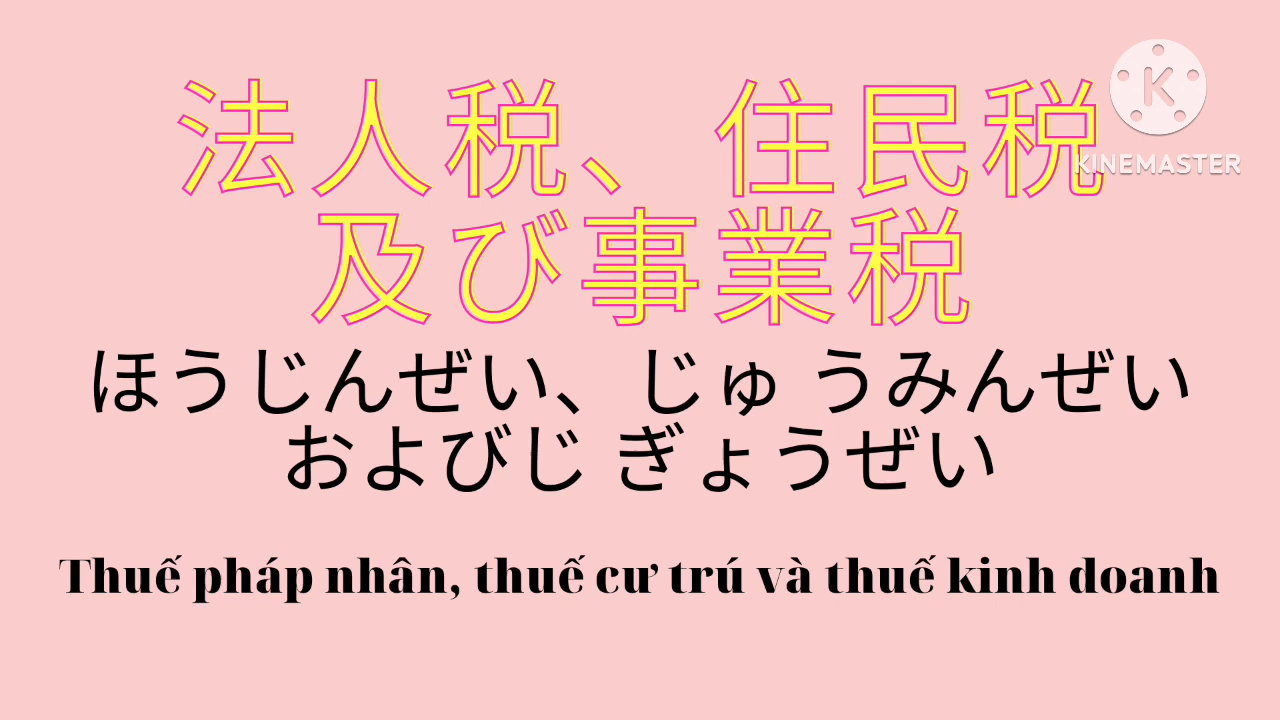 法人税、 住民税
K
KINEMASTER
及び事業税
ほうじんぜい、じゅ うみんぜい
およびじ ぎょうぜい
Thuế pháp nhân, thuế cư trú và thuế kinh doanh